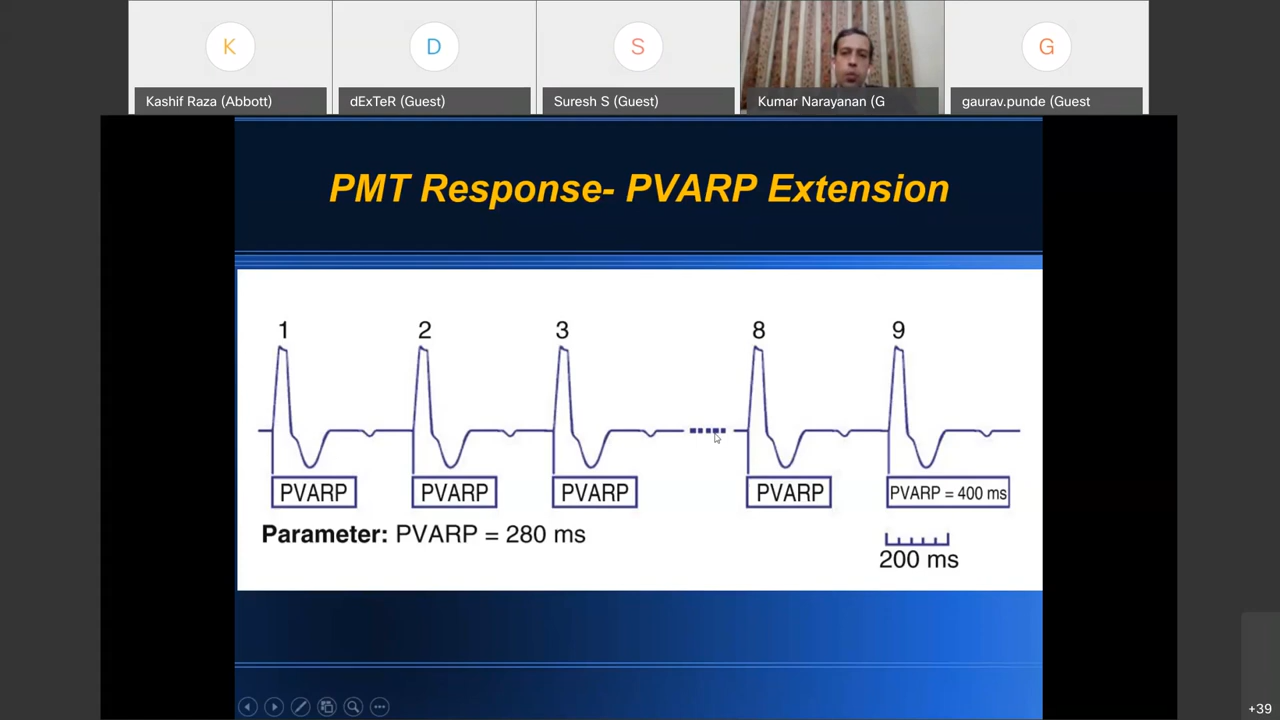 K
D
S
G
Kashif Raza (Abbott)
dExTeR (Guest)
Suresh S (Guest)
Kumar Narayanan (G
gaurav.punde (Guest
PMT Response- PVARP Extension
1 2 3 8 9
PVARP PVARP PVARP PVARP PVARP = 400 ms
Parameter: PVARP = 280 ms
200 ms
+39